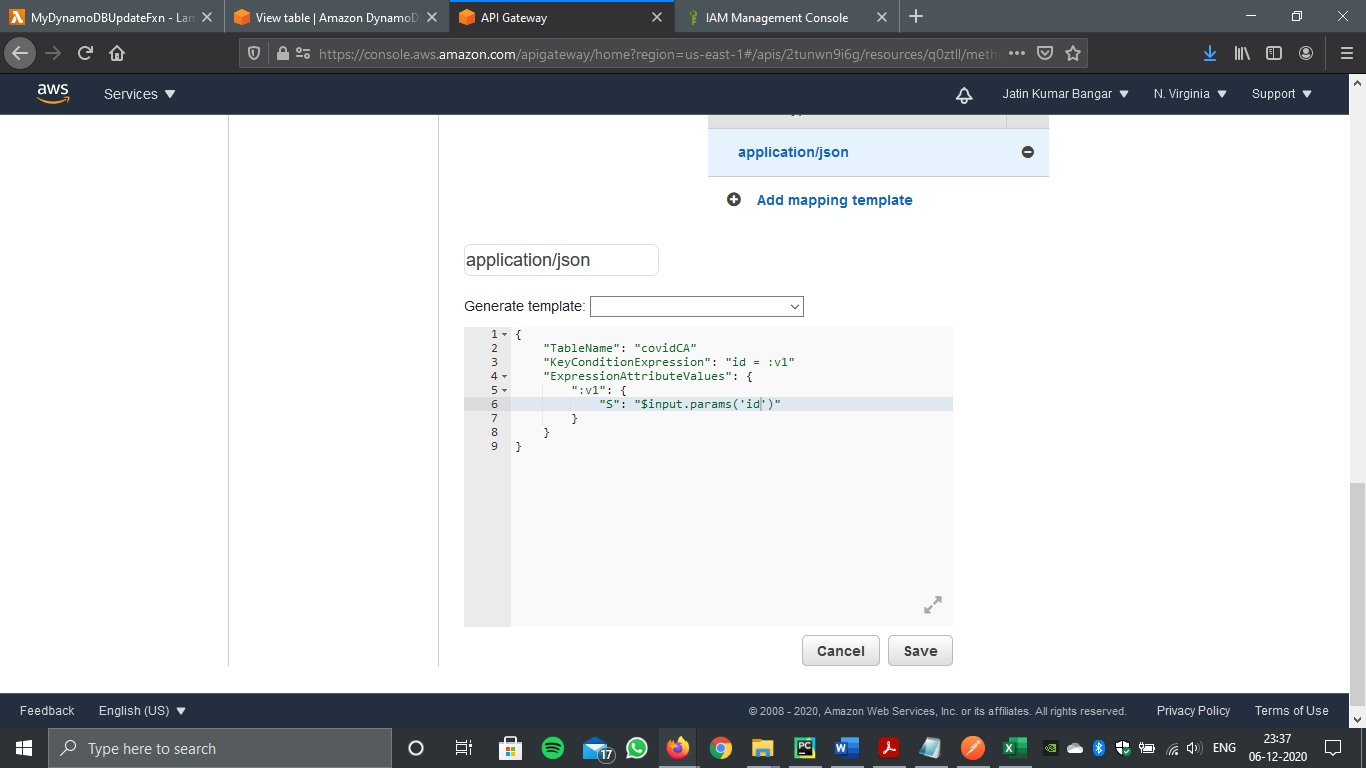 MyDynamoDBUpdateFxn - Lan
View table | Amazon DynamoD
API Gateway
IAM Management Console
https://console.aws.amazon.com/apigateway/home?region=us-east-1#/apis/2tunwn9i6g/resources/q0ztll/meth
aws
Services
Jatin Kumar Bangar
N. Virginia
Support
application/json
Add mapping template
application/json
Generate template:
1 {
2 "TableName": "covidCA"
3 "KeyConditionExpression": "id = :v1"
4 "ExpressionAttributeValues": {
5 ":v1": {
6 "S": "$input.params('id')"
7 }
8 }
9 }
Cancel
Save
Feedback
English (US)
© 2008 - 2020, Amazon Web Services, Inc. or its affiliates. All rights reserved.
Privacy Policy
Terms of Use
Type here to search
17
ENG
23:37
06-12-2020